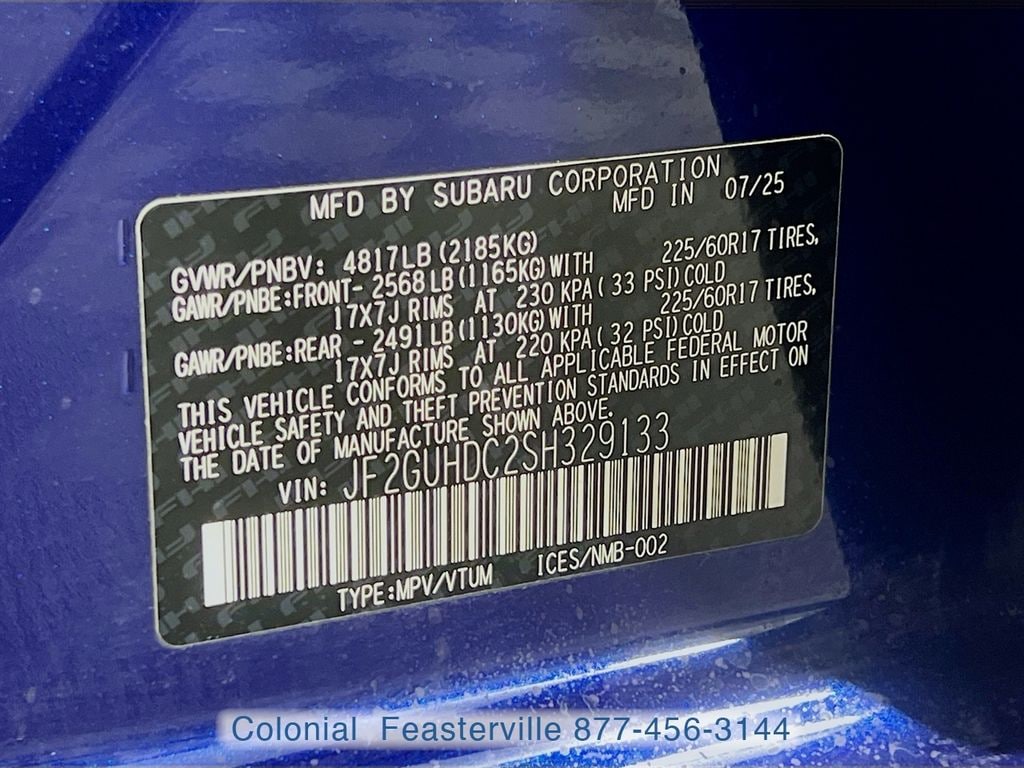 MFD BY SUBARU CORPORATION
MFD IN 07/25
GVWR/PNBV: 4817LB (2185KG)
GAWR/PNBE:FRONT- 2568 LB (1165KG) WITH 225/60R17 TIRES,
17X7J RIMS AT 230 KPA ( 33 PSI) COLD
GAWR/PNBE:REAR - 2491 LB (1130KG) WITH 225/60R17 TIRES,
17X7J RIMS AT 220 KPA ( 32 PSI) COLD
THIS VEHICLE CONFORMS TO ALL APPLICABLE FEDERAL MOTOR
VEHICLE SAFETY AND THEFT PREVENTION STANDARDS IN EFFECT ON
THE DATE OF MANUFACTURE SHOWN ABOVE.
VIN: JF2GUHDC2SH329133
TYPE:MPV/VTUM ICES/NMB-002
Colonial Feasterville 877-456-3144